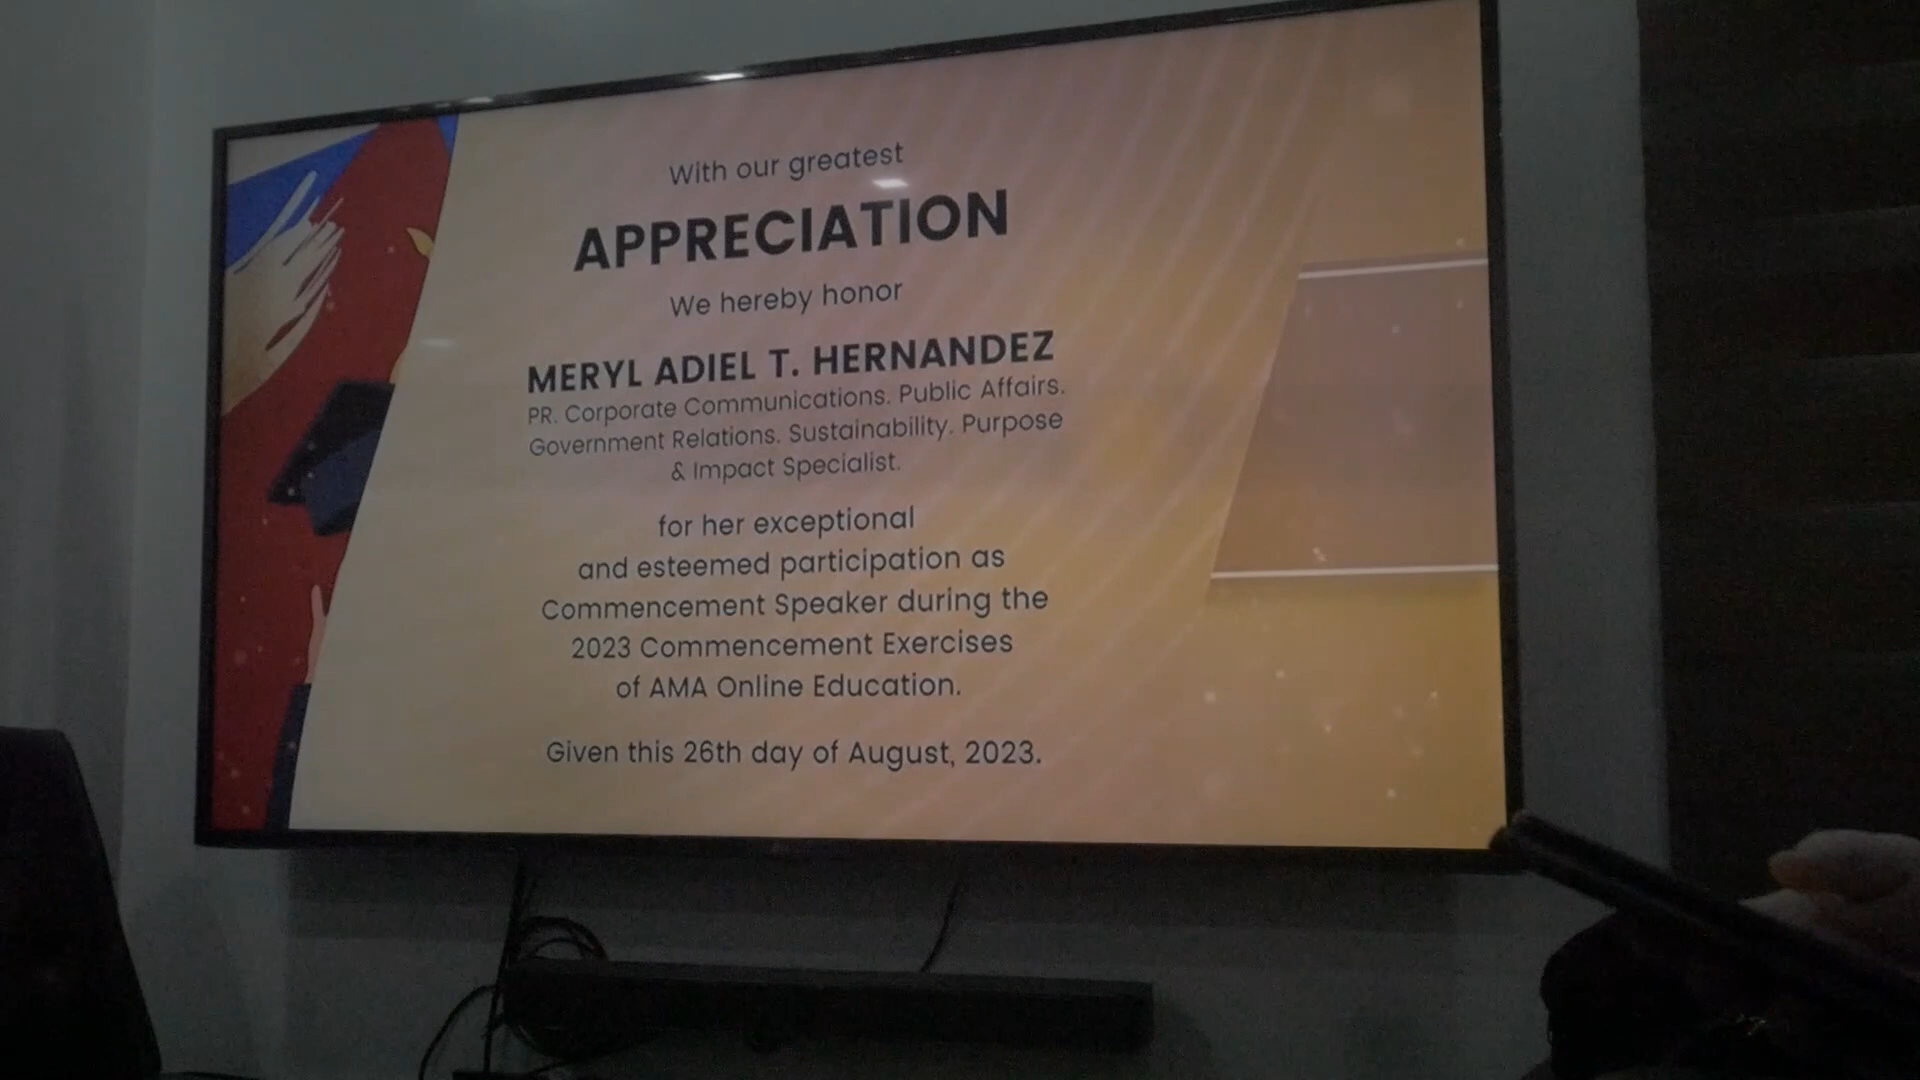 With our greatest
APPRECIATION
We hereby honor
MERYL ADIEL T. HERNANDEZ
PR. Corporate Communications. Public Affairs.
Government Relations. Sustainability. Purpose
& Impact Specialist.
for her exceptional
and esteemed participation as
Commencement Speaker during the
2023 Commencement Exercises
of AMA Online Education.
Given this 26th day of August, 2023.